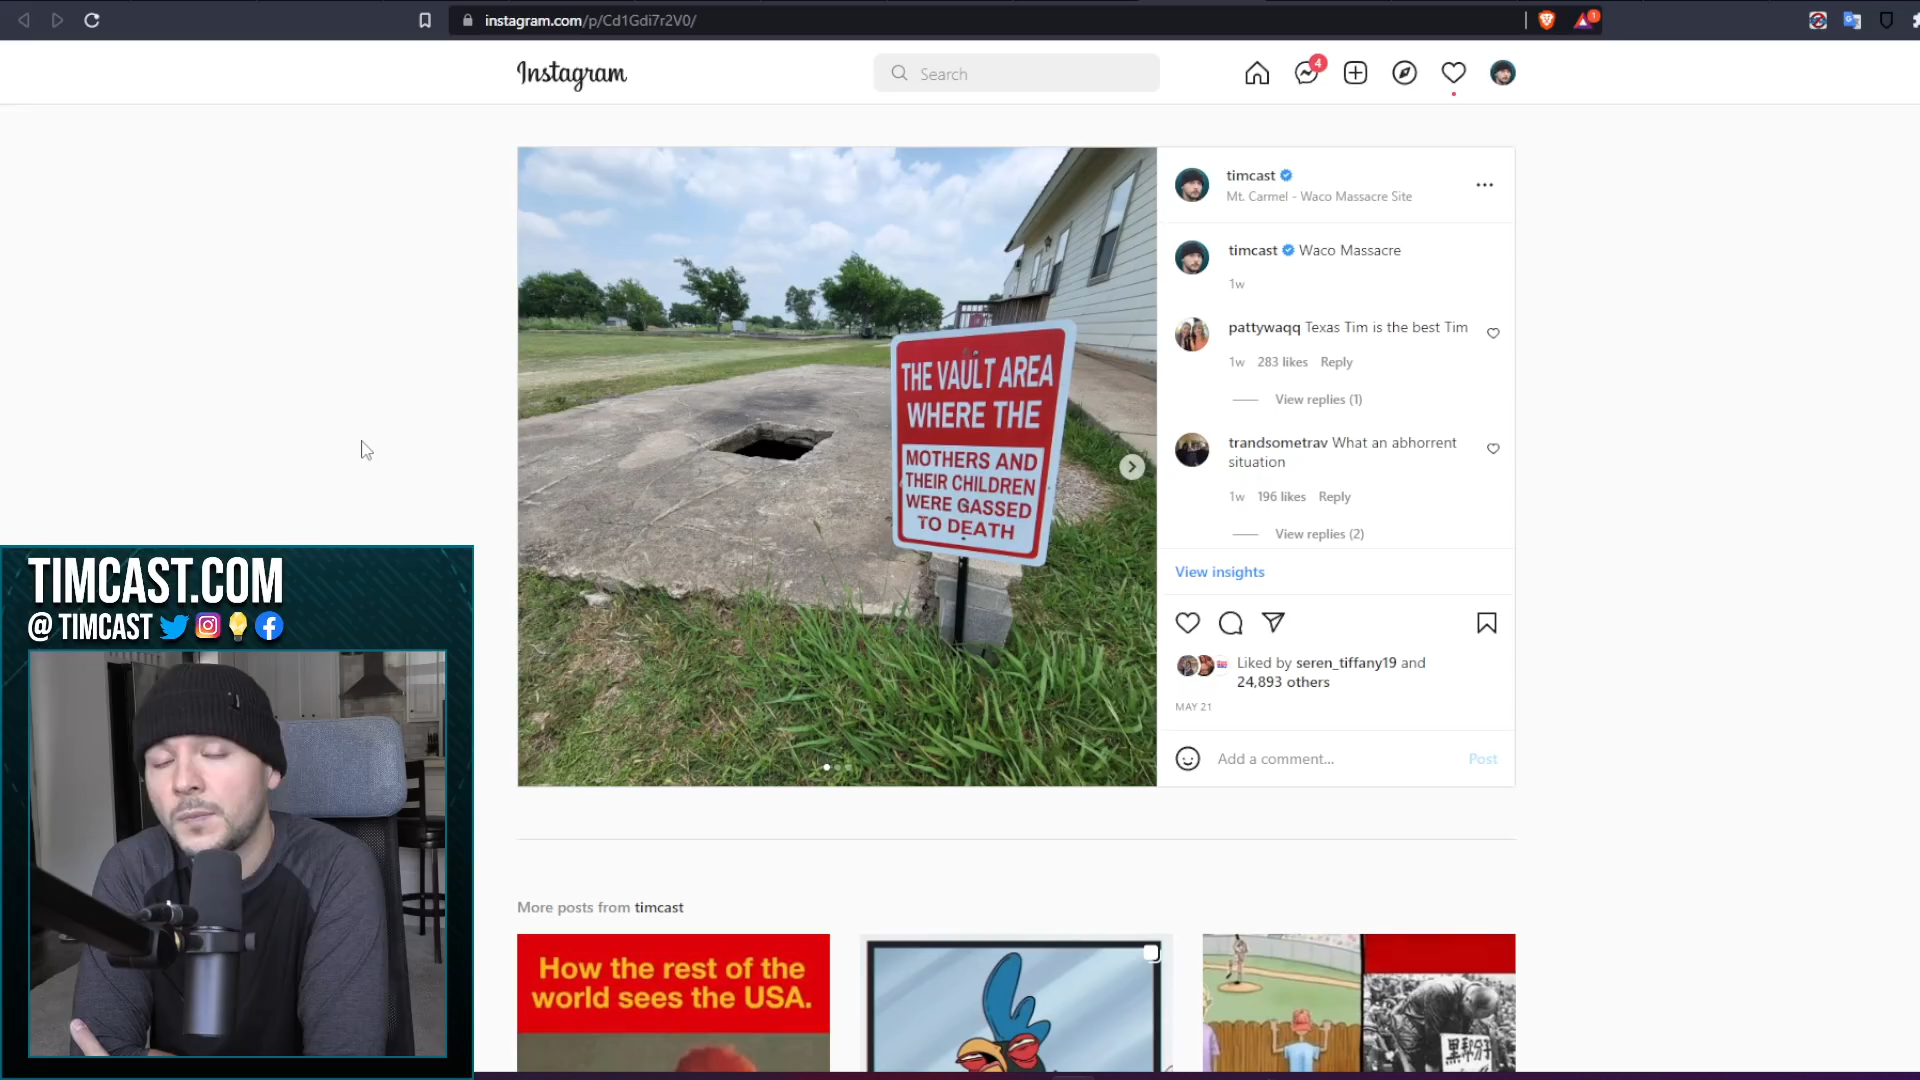 instagram.com/p/Cd1Gdi7r2V0/
1
Instagram
Search
4
THE VAULT AREA
WHERE THE
MOTHERS AND
THEIR CHILDREN
WERE GASSED
TO DEATH
timcast
Mt. Carmel - Waco Massacre Site
timcast Waco Massacre
1w
pattywaqq Texas Tim is the best Tim
1w 283 likes Reply
View replies (1)
trandsometrav What an abhorrent
situation
1w 196 likes Reply
View replies (2)
View insights
Liked by seren_tiffany19 and
24,893 others
MAY 21
Add a comment...
Post
TIMCAST.COM
@ TIMCAST
More posts from timcast
How the rest of the
world sees the USA.